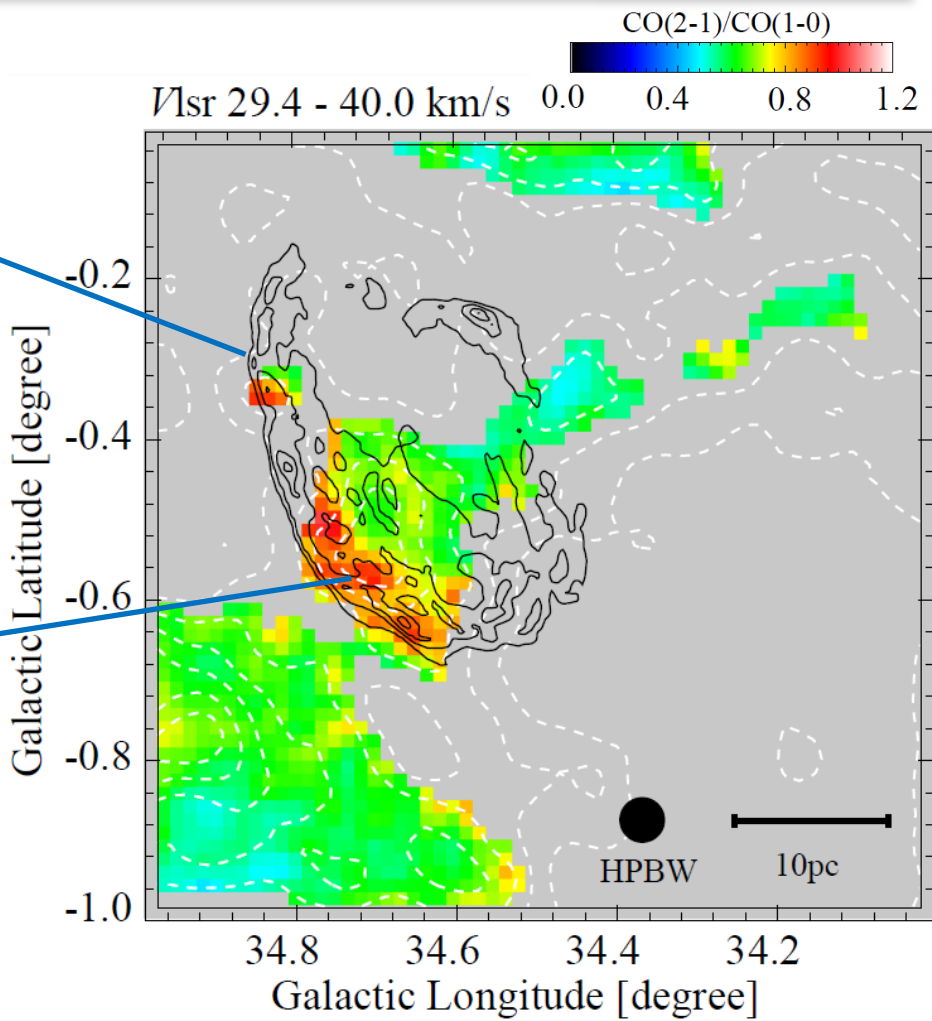 CO(2-1)/CO(1-0)
0.0 0.4 0.8 1.2
Vlsr 29.4 - 40.0 km/s
-0.2
-0.4
-0.6
-0.8
-1.0
Galactic Latitude [degree]
HPBW
10pc
34.8 34.6 34.4 34.2
Galactic Longitude [degree]